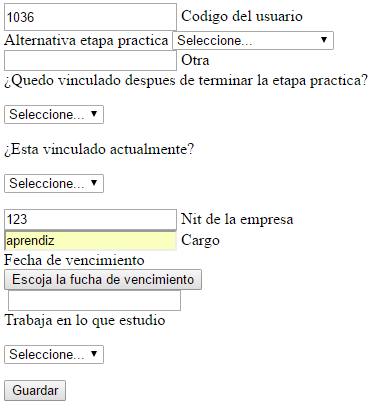 1036 Codigo del usuario
Alternativa etapa practica Seleccione...
Otra
¿Quedo vinculado despues de terminar la etapa practica?
Seleccione...
¿Esta vinculado actualmente?
Seleccione...
123 Nit de la empresa
aprendiz Cargo
Fecha de vencimiento
Escoja la fucha de vencimiento
Trabaja en lo que estudio
Seleccione...
Guardar